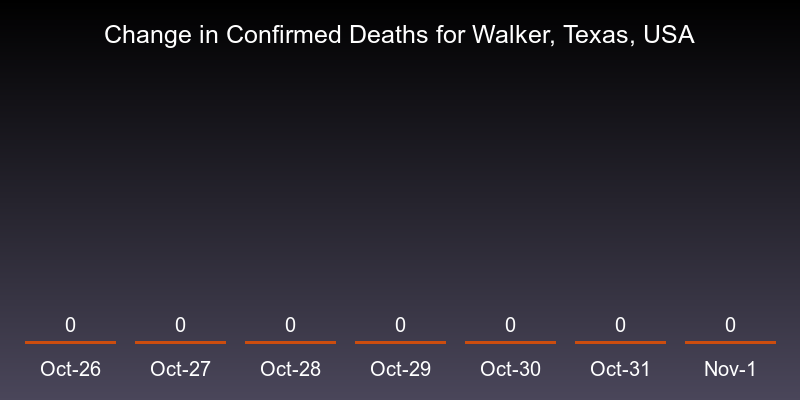 Change in Confirmed Deaths for Walker, Texas, USA
0 0 0 0 0 0 0
Oct-26 Oct-27 Oct-28 Oct-29 Oct-30 Oct-31 Nov-1